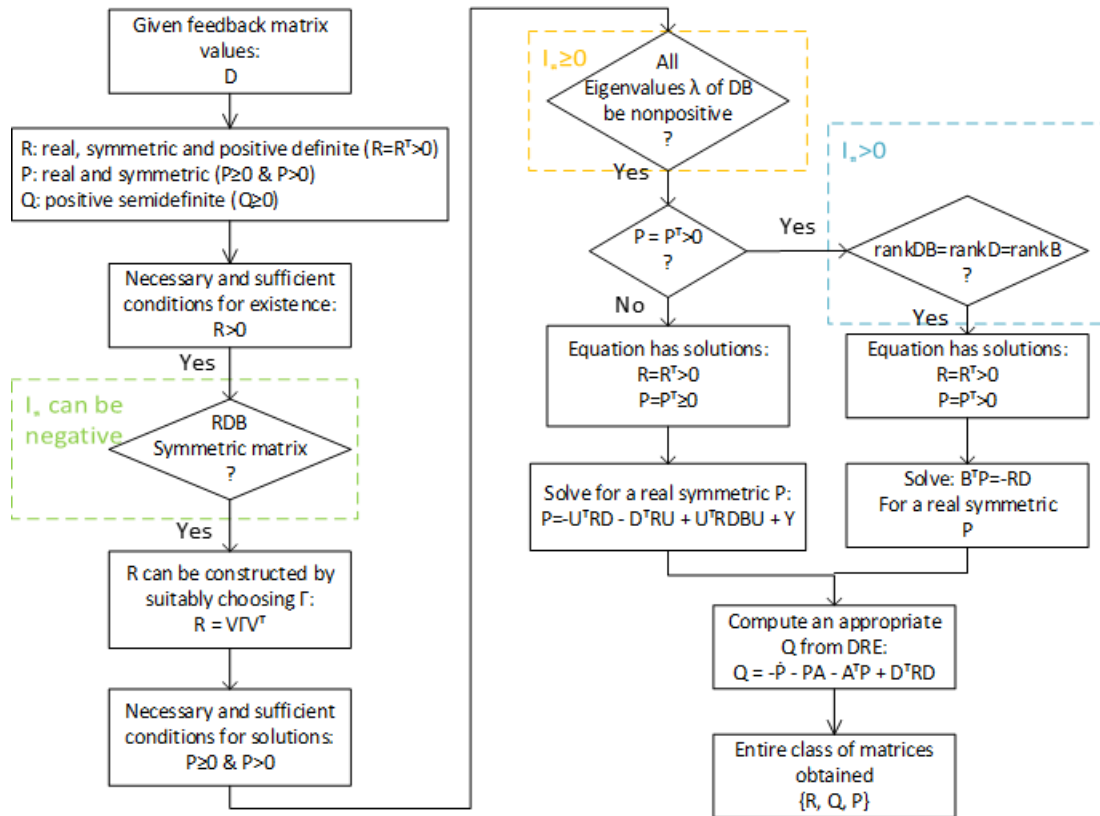 Given feedback matrix
values:
D
R: real, symmetric and positive definite (R=Rᵀ>0)
P: real and symmetric (P≥0 & P>0)
Q: positive semidefinite (Q≥0)
Necessary and sufficient
conditions for existence:
R>0
Yes
I* can be
negative
RDB
Symmetric matrix
?
Yes
R can be constructed by
suitably choosing Γ:
R = VΓVᵀ
Necessary and sufficient
conditions for solutions:
P≥0 & P>0
I*≥0
All
Eigenvalues λ of DB
be nonpositive
?
Yes
P = Pᵀ>0
?
Yes
I*>0
rankDB=rankD=rankB
?
No
Yes
Equation has solutions:
R=Rᵀ>0
P=Pᵀ≥0
Equation has solutions:
R=Rᵀ>0
P=Pᵀ>0
Solve for a real symmetric P:
P=-UᵀRD - DᵀRU + UᵀRDBU + Y
Solve: BᵀP=-RD
For a real symmetric
P
Compute an appropriate
Q from DRE:
Q = -Ṗ - PA - AᵀP + DᵀRD
Entire class of matrices
obtained
{R, Q, P}